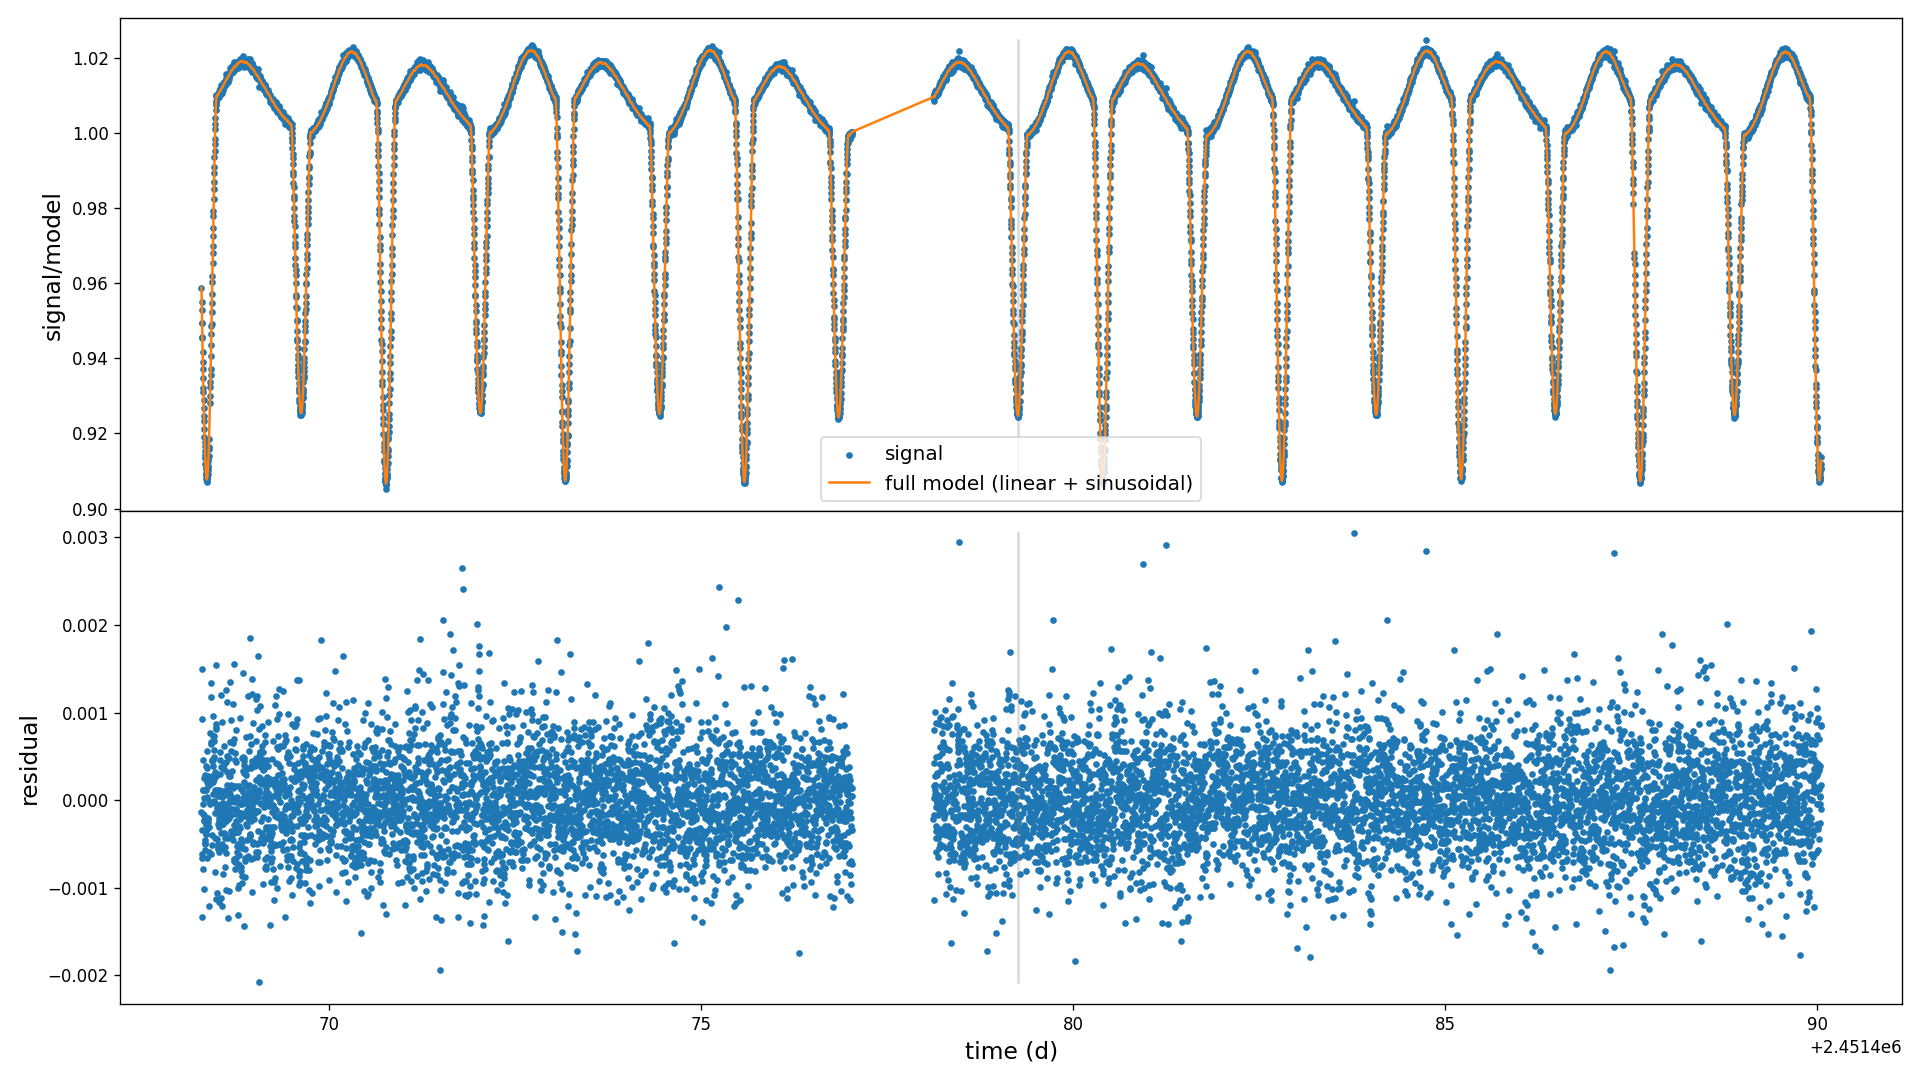 1.02
1.00
0.98
0.96
0.94
0.92
0.90
signal/model
signal
full model (linear + sinusoidal)
0.003
0.002
0.001
0.000
−0.001
−0.002
residual
70 75 80 85 90
time (d)
+2.4514e6